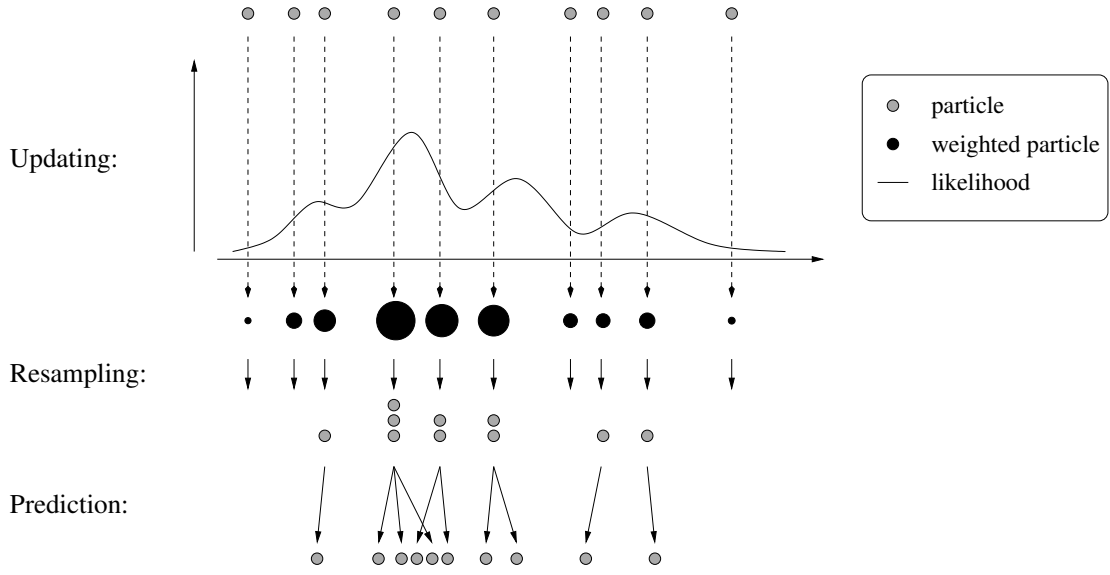 Updating:
particle
weighted particle
likelihood
Resampling:
Prediction: